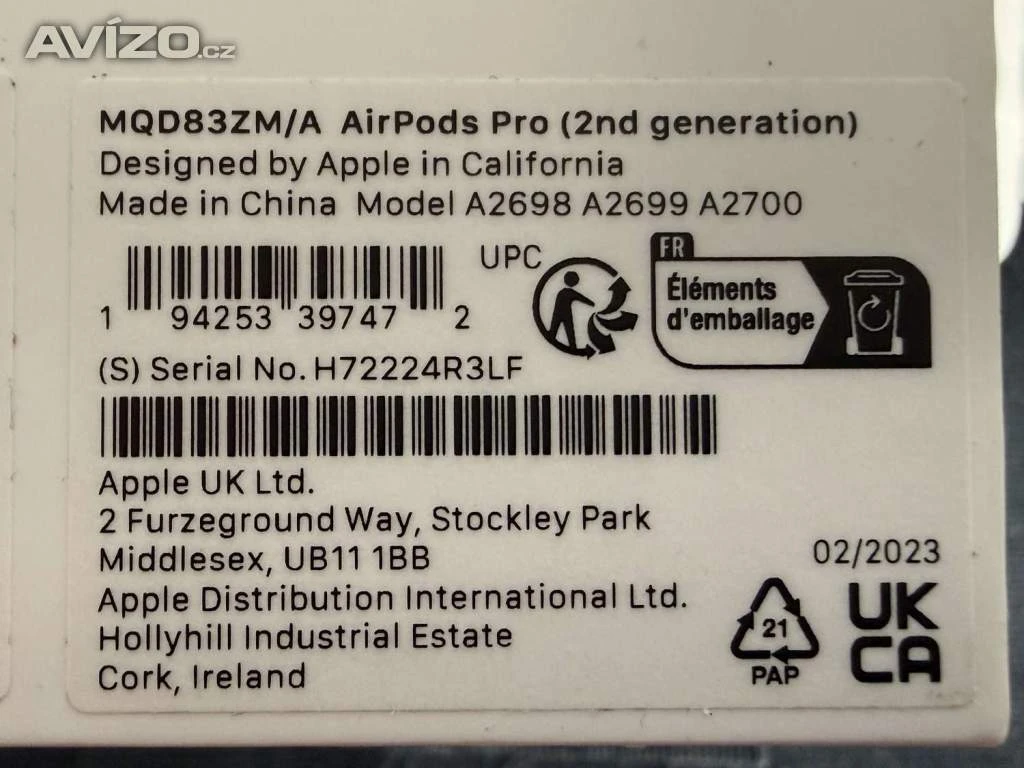 AVÍZO.cz
MQD83ZM/A AirPods Pro (2nd generation)
Designed by Apple in California
Made in China Model A2698 A2699 A2700
UPC
1 94253 39747 2
FR
Éléments
d'emballage
(S) Serial No. H72224R3LF
Apple UK Ltd.
2 Furzeground Way, Stockley Park
Middlesex, UB11 1BB
Apple Distribution International Ltd.
Hollyhill Industrial Estate
Cork, Ireland
02/2023
21
PAP
UK
CA